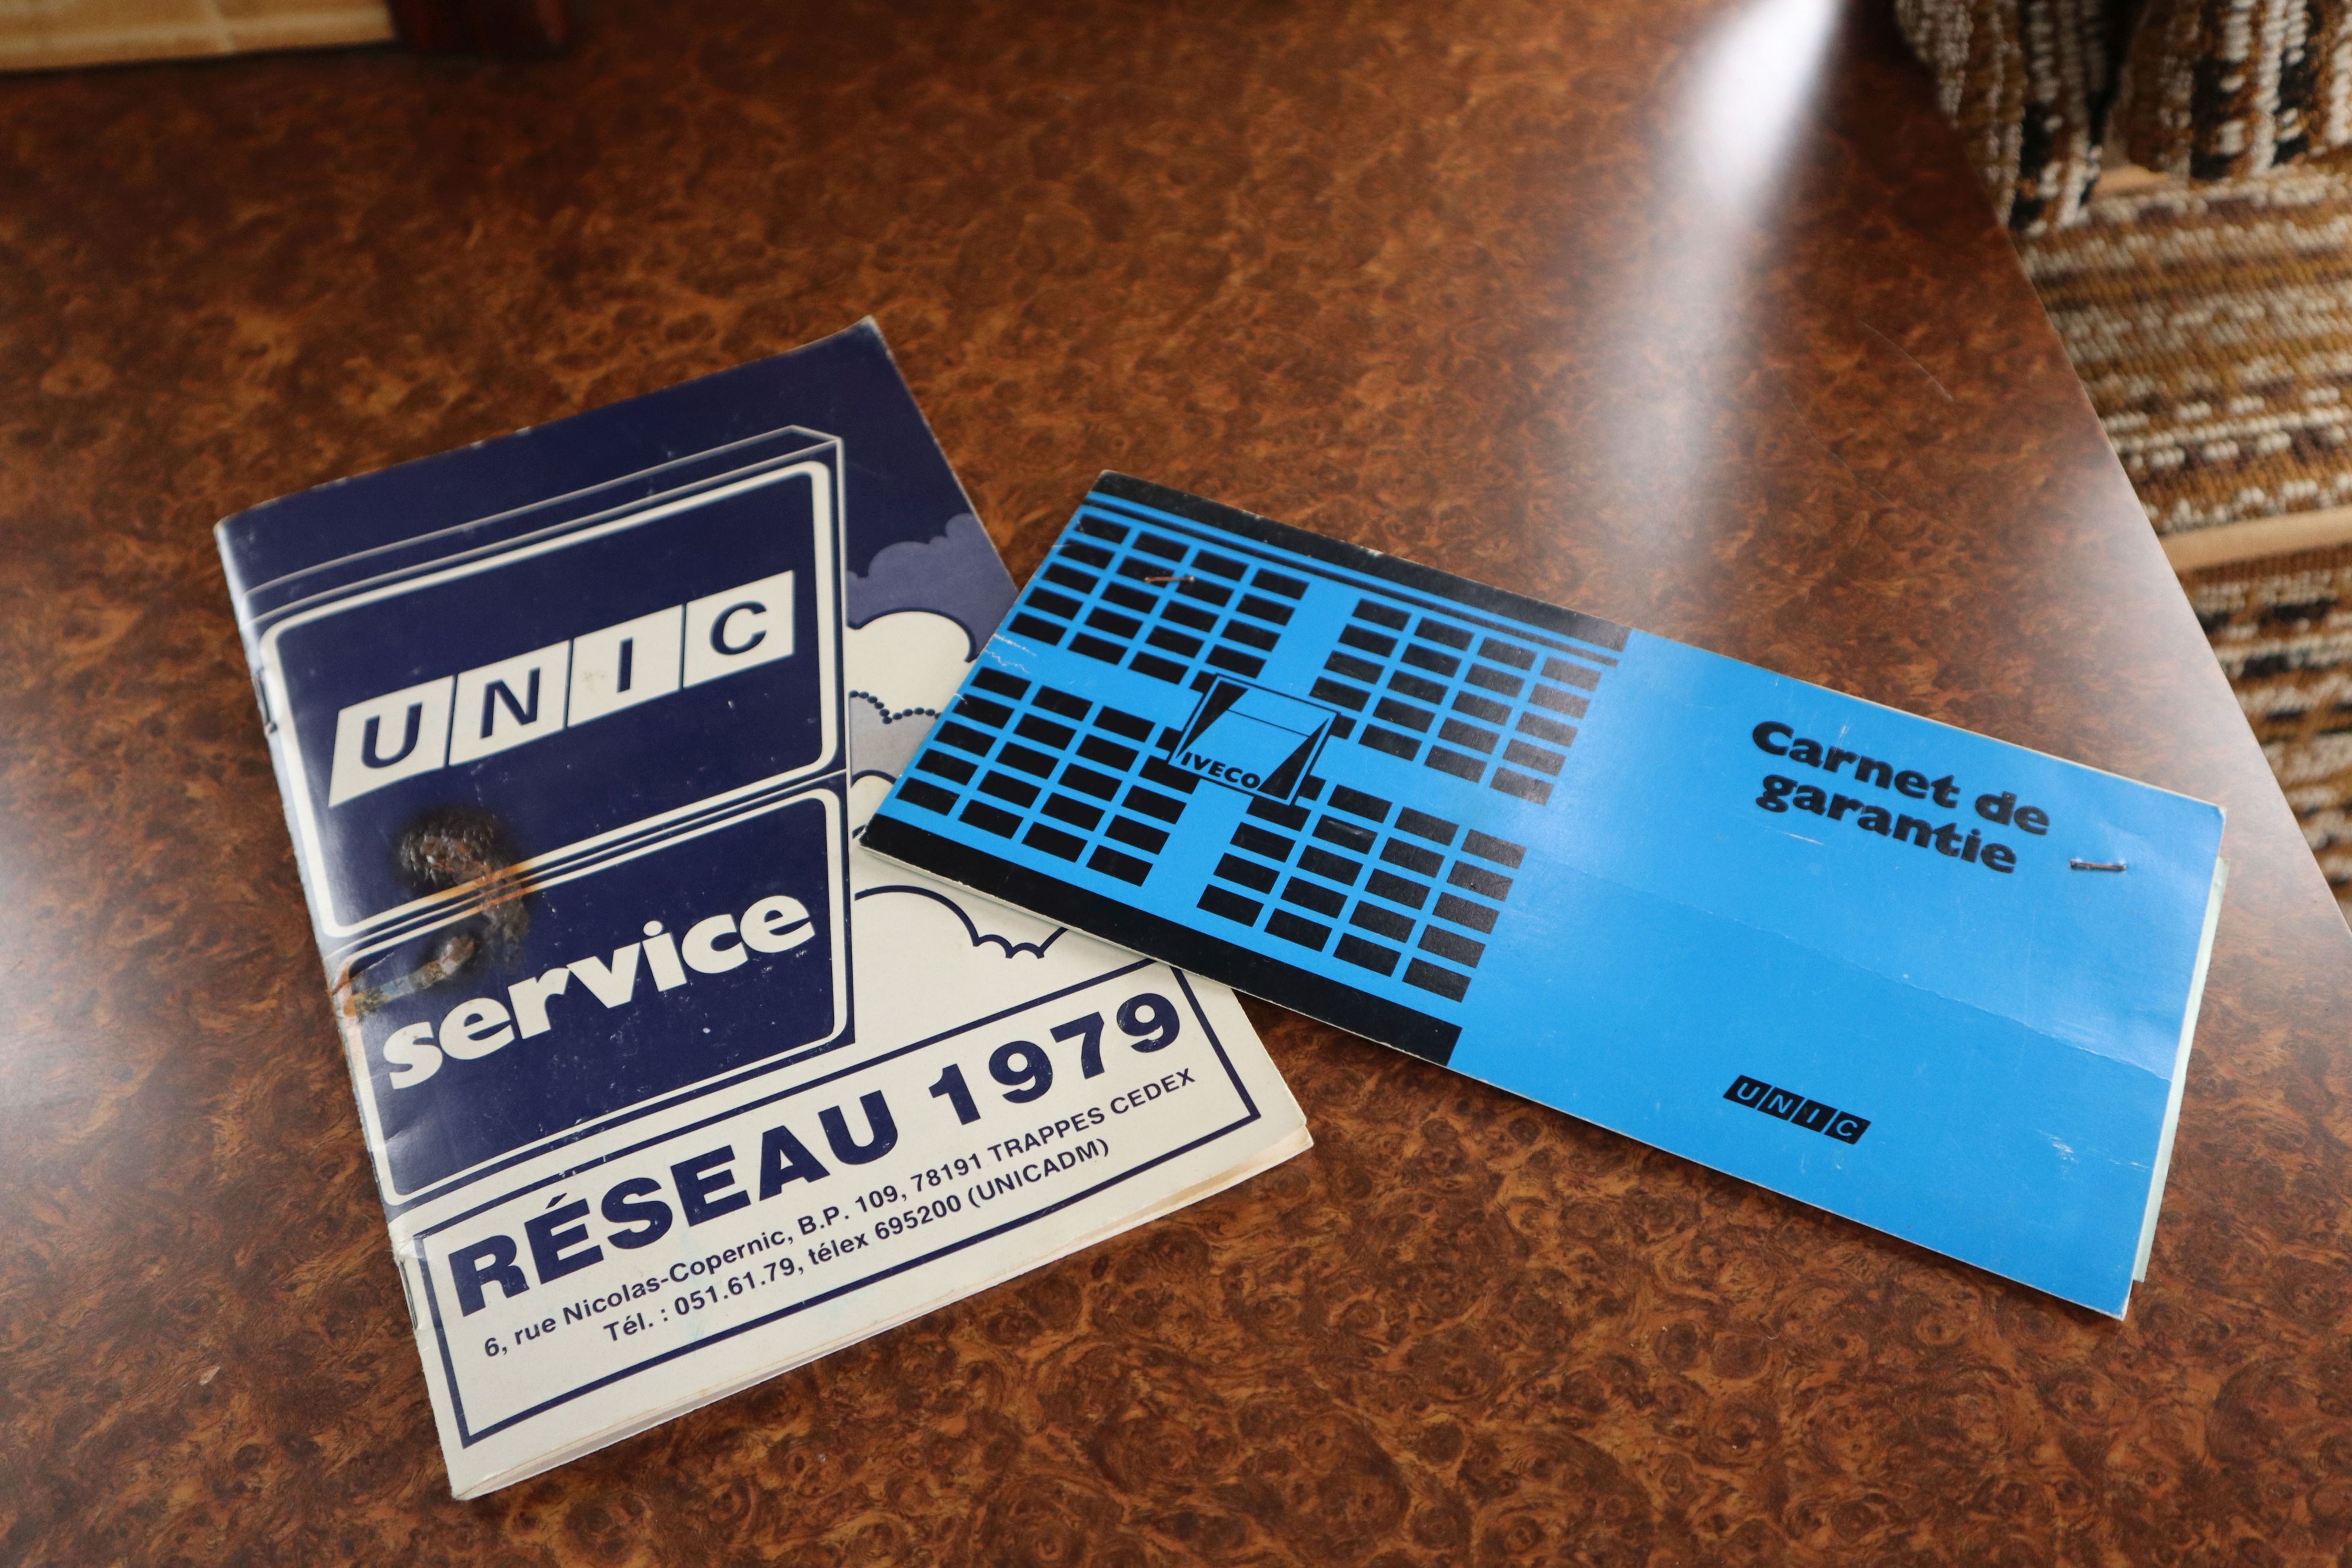 UNIC
service
RÉSEAU 1979
6, rue Nicolas-Copernic, B.P. 109, 78191 TRAPPES CEDEX
Tél. : 051.61.79, télex 695200 (UNICADM)
IVECO
Carnet de
garantie
UNIC